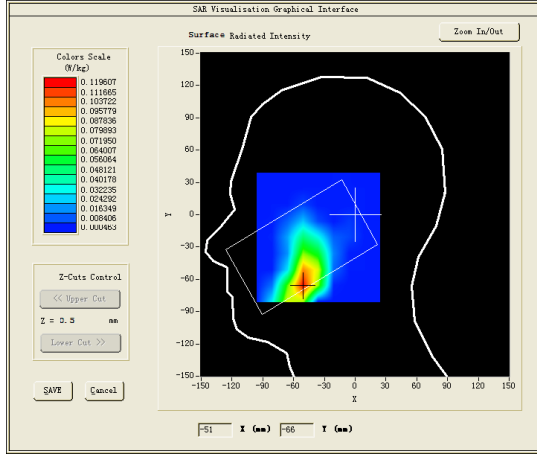 SAR Visualisation Graphical Interface
Surface Radiated Intensity
Zoom In/Out
Colors Scale
(W/kg)
0.119607
0.111665
0.103722
0.095779
0.087836
0.079893
0.071950
0.064007
0.056064
0.048121
0.040178
0.032235
0.024292
0.016349
0.008406
0.000463
Z-Cuts Control
<< Upper Cut
Z = 3.5 mm
Lower Cut >>
SAVE Cancel
150
90
60
30
0
-30
-60
-90
-150
Y
-150 -120 -90 -60 -30 0 30 60 90 120 150
X
-51 X (mm) -66 Y (mm)